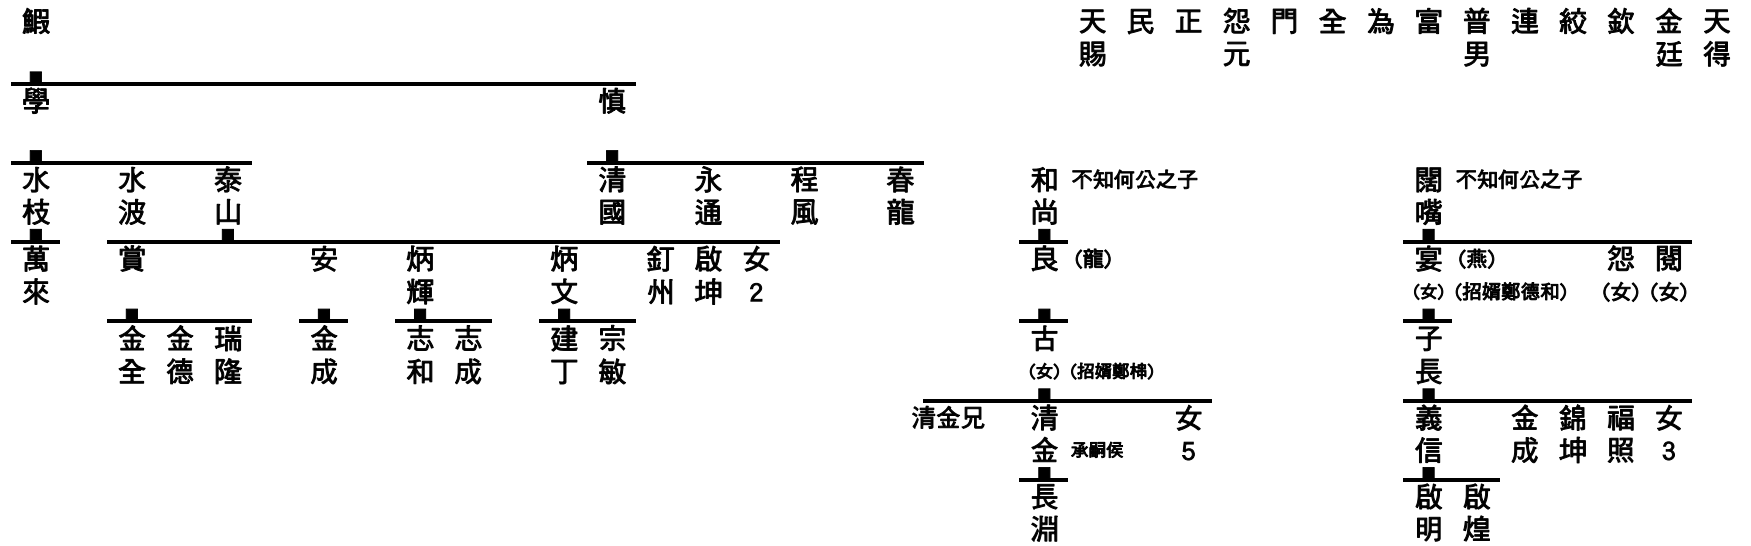 鰕 天賜 民 正 怨元 門 全 為 富 普男 連 絞 欽 金廷 天得
學 慎
水枝 水波 泰山 清國 永通 程風 春龍 和尚 不知何公之子 闊嘴 不知何公之子
萬來 賞 安 炳輝 炳文 釘州 啟坤 女2 良（龍） 宴（燕）（女）（招婿鄭德和） 怨（女） 閱（女）
金全 金德 瑞隆 金成 志和 志成 建丁 宗敏 古（女）（招婿鄭棉） 子長
清金兄 清金 承嗣侯 女5 義信 金成 錦坤 福照 女3
長淵 啟明 啟煌